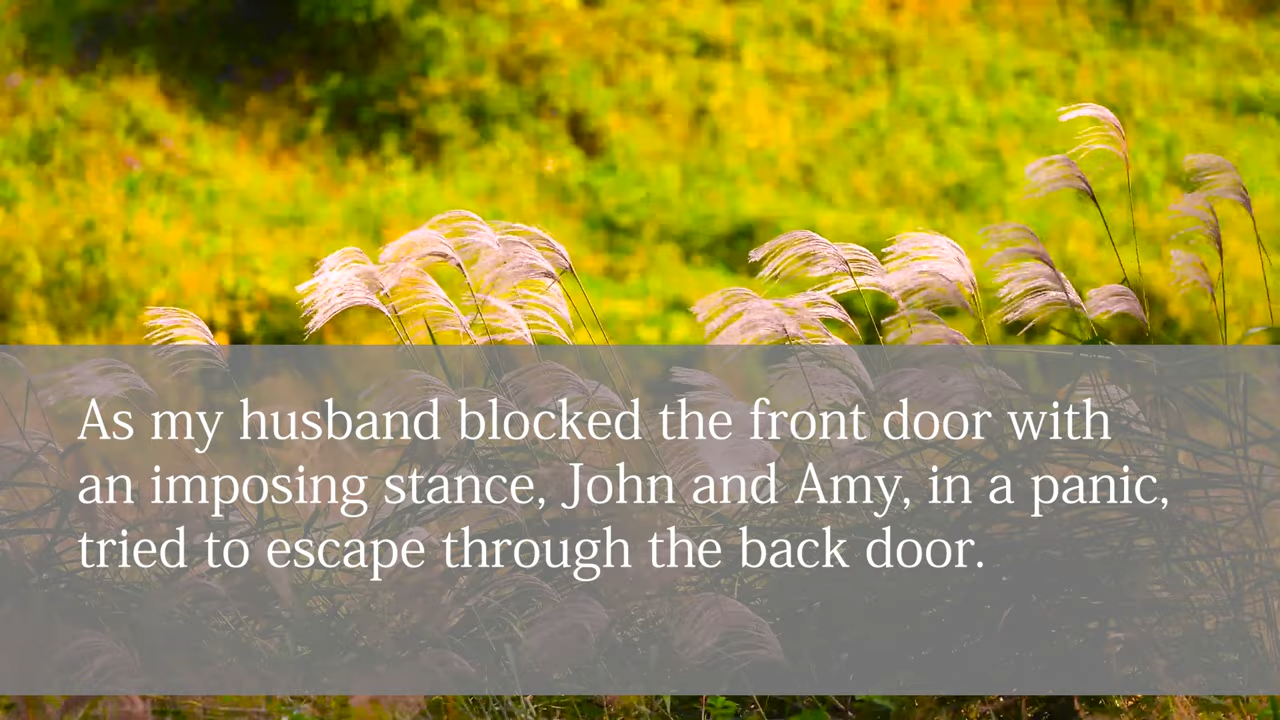 As my husband blocked the front door with
an imposing stance, John and Amy, in a panic,
tried to escape through the back door.